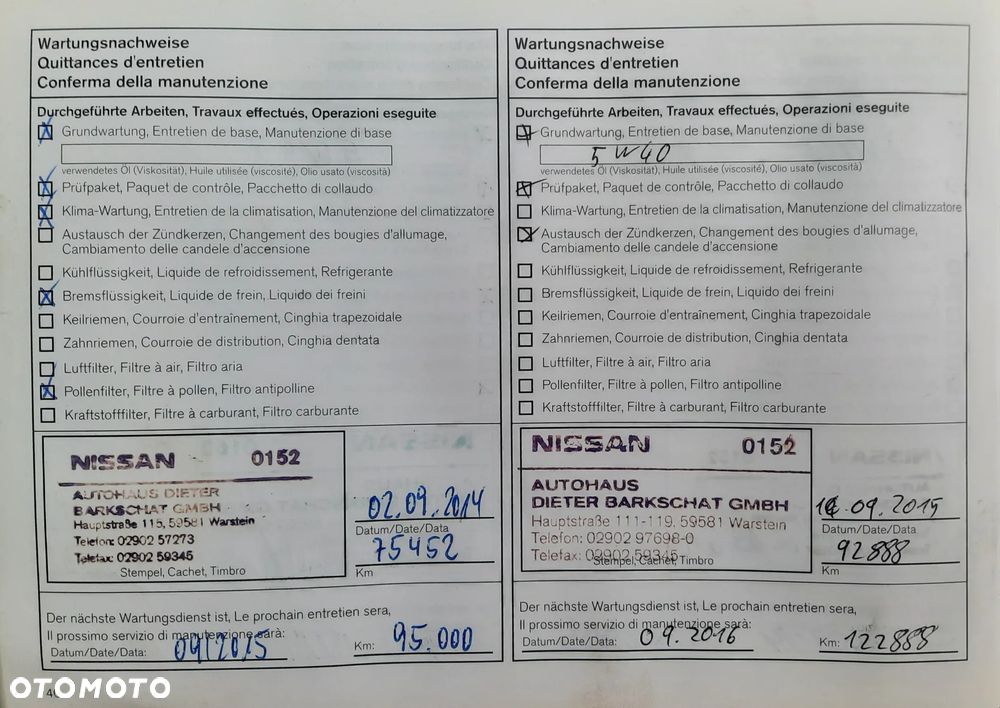 Wartungsnachweise
Quittances d'entretien
Conferma della manutenzione
Durchgeführte Arbeiten, Travaux effectués, Operazioni eseguite
Grundwartung, Entretien de base, Manutenzione di base
verwendetes Öl (Viskosität), Huile utilisée (viscosité), Olio usato (viscosità)
Prüfpaket, Paquet de contrôle, Pacchetto di collaudo
Klima-Wartung, Entretien de la climatisation, Manutenzione del climatizzatore
Austausch der Zündkerzen, Changement des bougies d'allumage,
Cambiamento delle candele d'accensione
Kühlflüssigkeit, Liquide de refroidissement, Refrigerante
Bremsflüssigkeit, Liquide de frein, Liquido dei freini
Keilriemen, Courroie d'entraînement, Cinghia trapezoidale
Zahnriemen, Courroie de distribution, Cinghia dentata
Luftfilter, Filtre à air, Filtro aria
Pollenfilter, Filtre à pollen, Filtro antipolline
Kraftstofffilter, Filtre à carburant, Filtro carburante
NISSAN 0152
AUTOHAUS DIETER
BARKSCHAT GMBH
Hauptstraße 115, 59581 Warstein
Telefon: 02902 57273
Telefax: 02902 59345
Stempel, Cachet, Timbro
02.09.2014
Datum/Date/Data
75452
Km
Der nächste Wartungsdienst ist, Le prochain entretien sera,
Il prossimo servizio di manutenzione sarà:
Datum/Date/Data: 09/2015 Km: 95.000
Wartungsnachweise
Quittances d'entretien
Conferma della manutenzione
Durchgeführte Arbeiten, Travaux effectués, Operazioni eseguite
Grundwartung, Entretien de base, Manutenzione di base
5W40
verwendetes Öl (Viskosität), Huile utilisée (viscosité), Olio usato (viscosità)
Prüfpaket, Paquet de contrôle, Pacchetto di collaudo
Klima-Wartung, Entretien de la climatisation, Manutenzione del climatizzatore
Austausch der Zündkerzen, Changement des bougies d'allumage,
Cambiamento delle candele d'accensione
Kühlflüssigkeit, Liquide de refroidissement, Refrigerante
Bremsflüssigkeit, Liquide de frein, Liquido dei freini
Keilriemen, Courroie d'entraînement, Cinghia trapezoidale
Zahnriemen, Courroie de distribution, Cinghia dentata
Luftfilter, Filtre à air, Filtro aria
Pollenfilter, Filtre à pollen, Filtro antipolline
Kraftstofffilter, Filtre à carburant, Filtro carburante
NISSAN 0152
AUTOHAUS
DIETER BARKSCHAT GMBH
Hauptstraße 111-119, 59581 Warstein
Telefon: 02902 97698-0
Telefax: 02902 59345
Stempel, Cachet, Timbro
.09.2015
Datum/Date/Data
92888
Km
Der nächste Wartungsdienst ist, Le prochain entretien sera,
Il prossimo servizio di manutenzione sarà:
Datum/Date/Data: 09.2016 Km: 122888
OTOMOTO